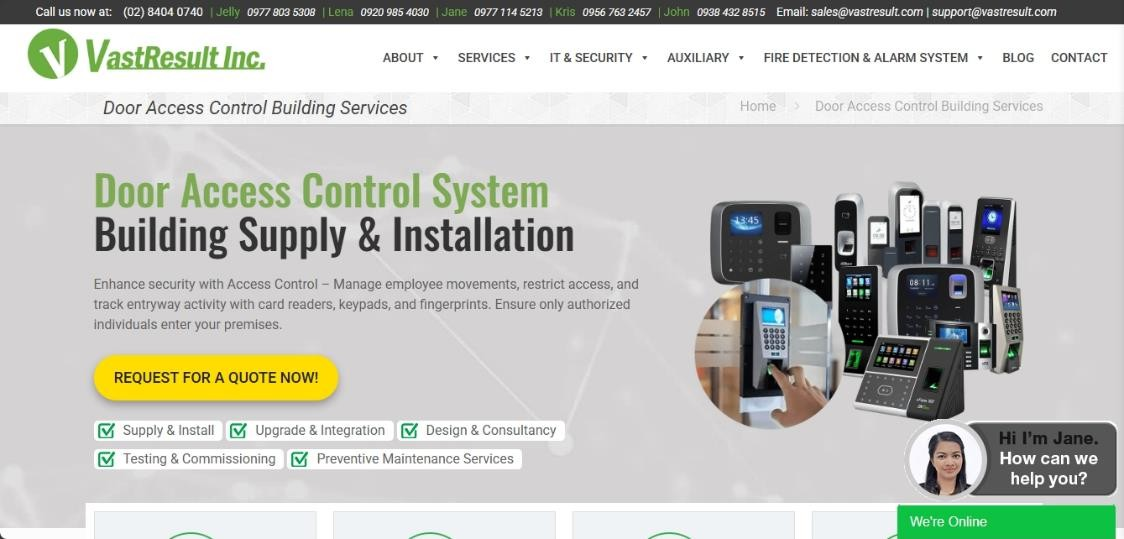 Call us now at: (02) 8404 0740 | Jelly 0977 803 5308 | Lena 0920 985 4030 | Jane 0977 114 5213 | Kris 0956 763 2457 | John 0938 432 8515 Email: sales@vastresult.com | support@vastresult.com
VastResult Inc.
ABOUT SERVICES IT & SECURITY AUXILIARY FIRE DETECTION & ALARM SYSTEM BLOG CONTACT
Door Access Control Building Services
Home > Door Access Control Building Services
Door Access Control System
Building Supply & Installation
Enhance security with Access Control – Manage employee movements, restrict access, and
track entryway activity with card readers, keypads, and fingerprints. Ensure only authorized
individuals enter your premises.
REQUEST FOR A QUOTE NOW!
Supply & Install Upgrade & Integration Design & Consultancy
Testing & Commissioning Preventive Maintenance Services
13:45
08:11
Hi I'm Jane.
How can we
help you?
We're Online